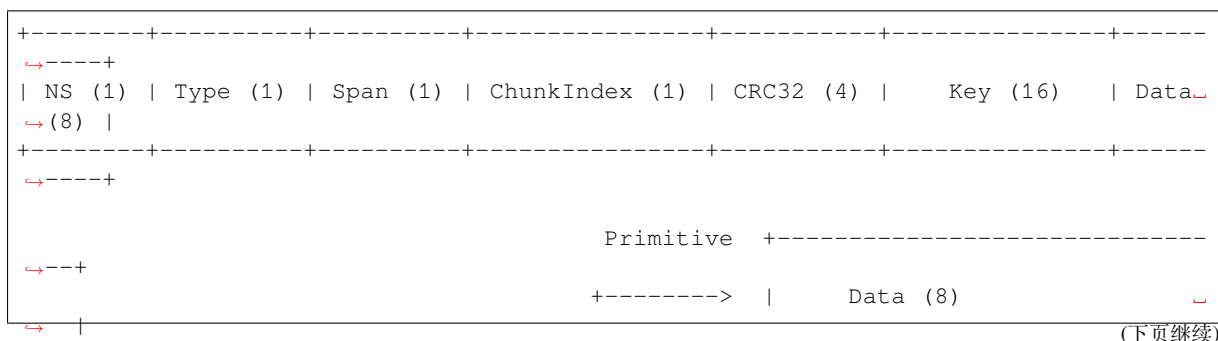 +--------+----------+----------+---------------+-----------+--------------+------
↪----+
| NS (1) | Type (1) | Span (1) | ChunkIndex (1) | CRC32 (4) |    Key (16)   | Data␣
↪(8) |
+--------+----------+----------+---------------+-----------+--------------+------
↪----+
                                      Primitive  +----------------------------
↪--+
                                     +--------> |     Data (8)               ␣
↪  |
(下页继续)